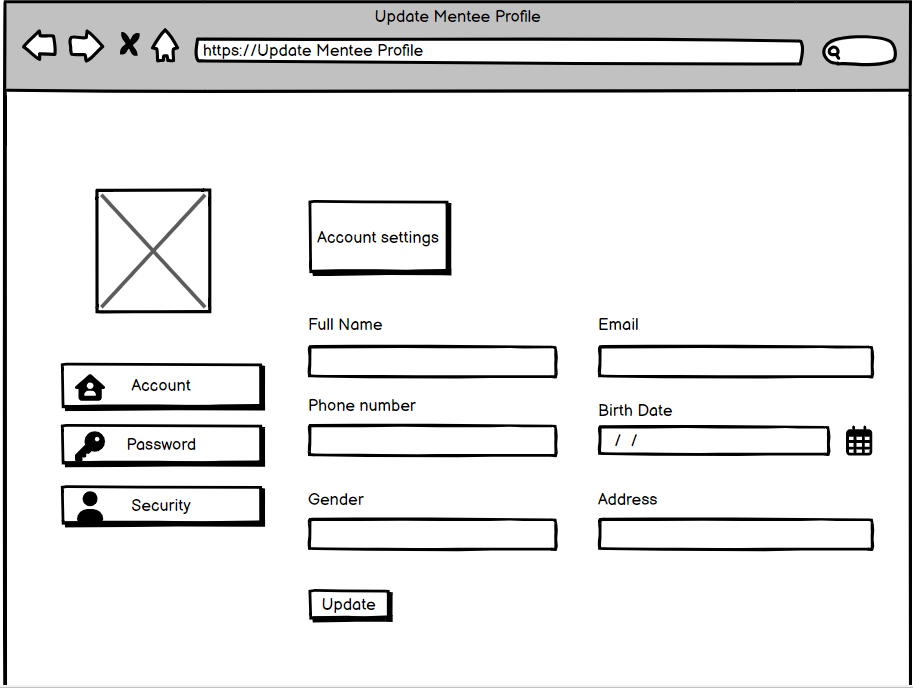 Update Mentee Profile
https://Update Mentee Profile
Account settings
Full Name
Email
Account
Phone number
Birth Date
Password
/ /
Gender
Address
Security
Update